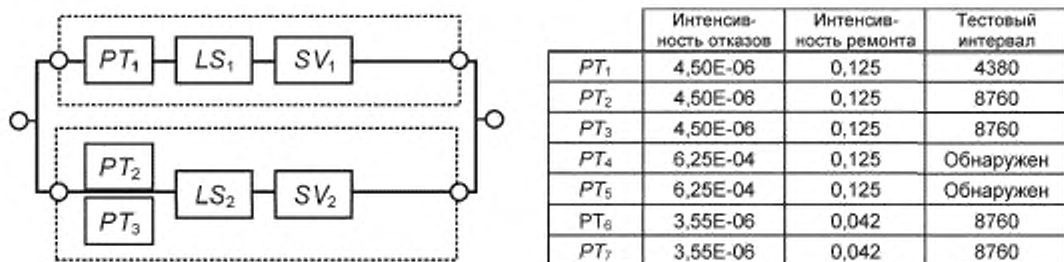 PT₁ LS₁ SV₁
PT₂
LS₂ SV₂
PT₃
Интенсив-ность отказов Интенсив-ность ремонта Тестовый интервал
PT₁ 4,50E-06 0,125 4380
PT₂ 4,50E-06 0,125 8760
PT₃ 4,50E-06 0,125 8760
PT₄ 6,25E-04 0,125 Обнаружен
PT₅ 6,25E-04 0,125 Обнаружен
PT₆ 3,55E-06 0,042 8760
PT₇ 3,55E-06 0,042 8760